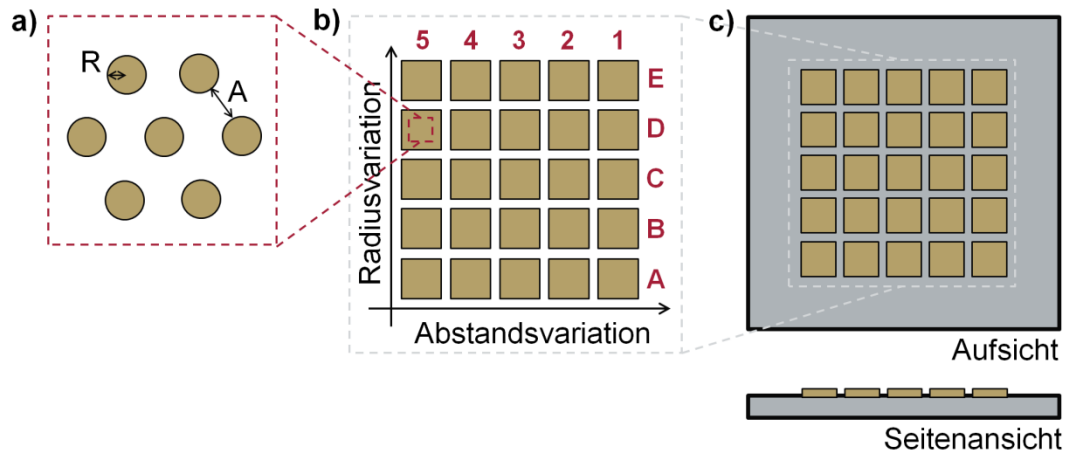 a)
R
A
b)
5 4 3 2 1
E
D
C
B
A
Radiusvariation
Abstandsvariation
c)
Aufsicht
Seitenansicht